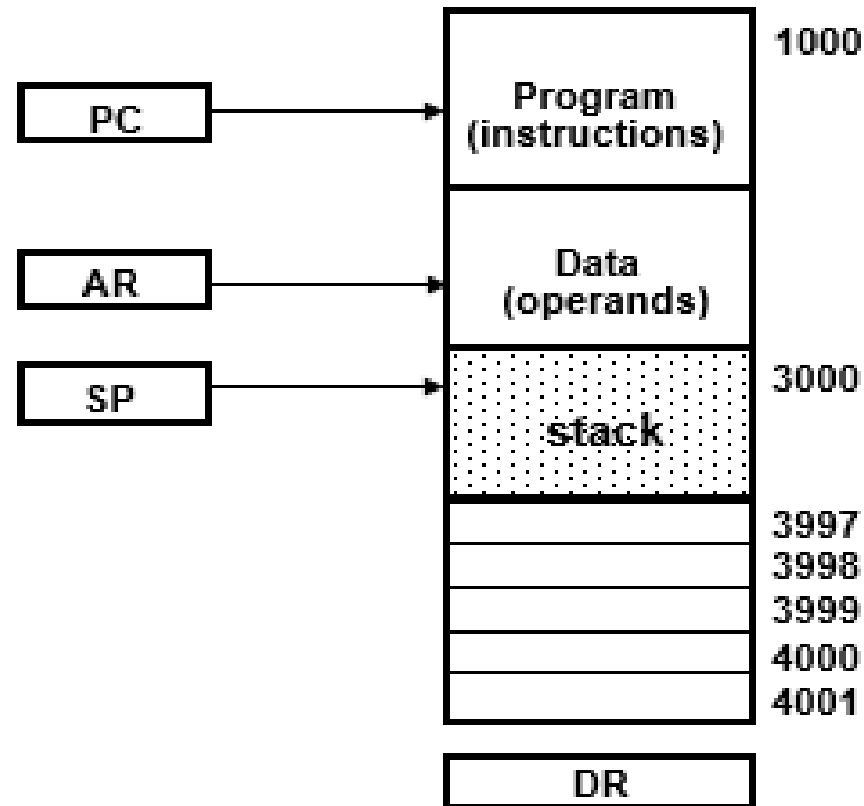 1000
PC
Program
(instructions)
AR
Data
(operands)
SP
3000
stack
3997
3998
3999
4000
4001
DR